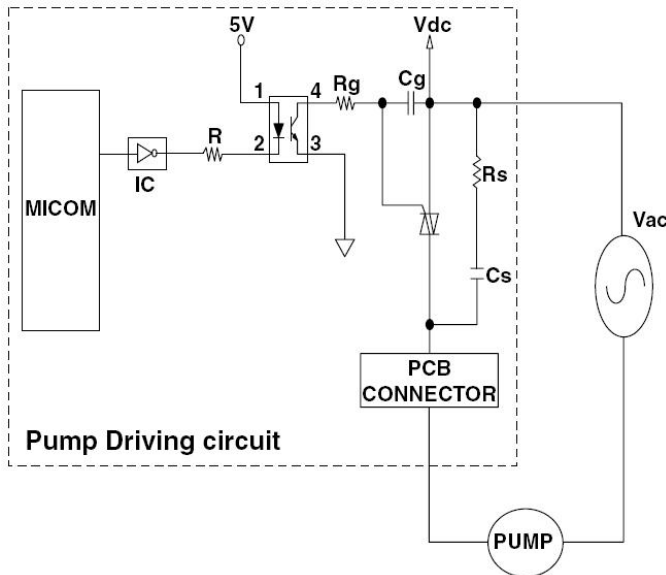 5V
Vdc
1
4
Rg
Cg
R
2
3
IC
MICOM
Rs
Vac
Cs
PCB
CONNECTOR
Pump Driving circuit
PUMP